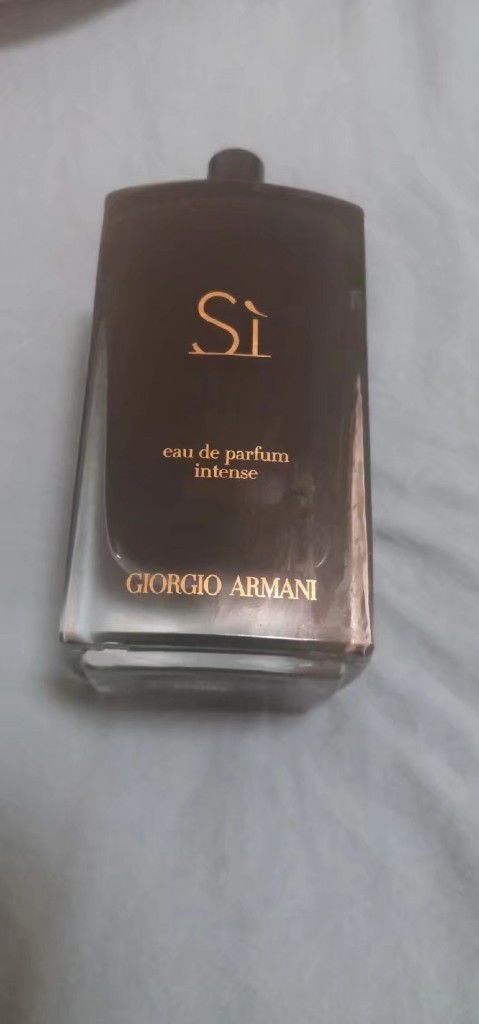 Sì
eau de parfum
intense
GIORGIO ARMANI